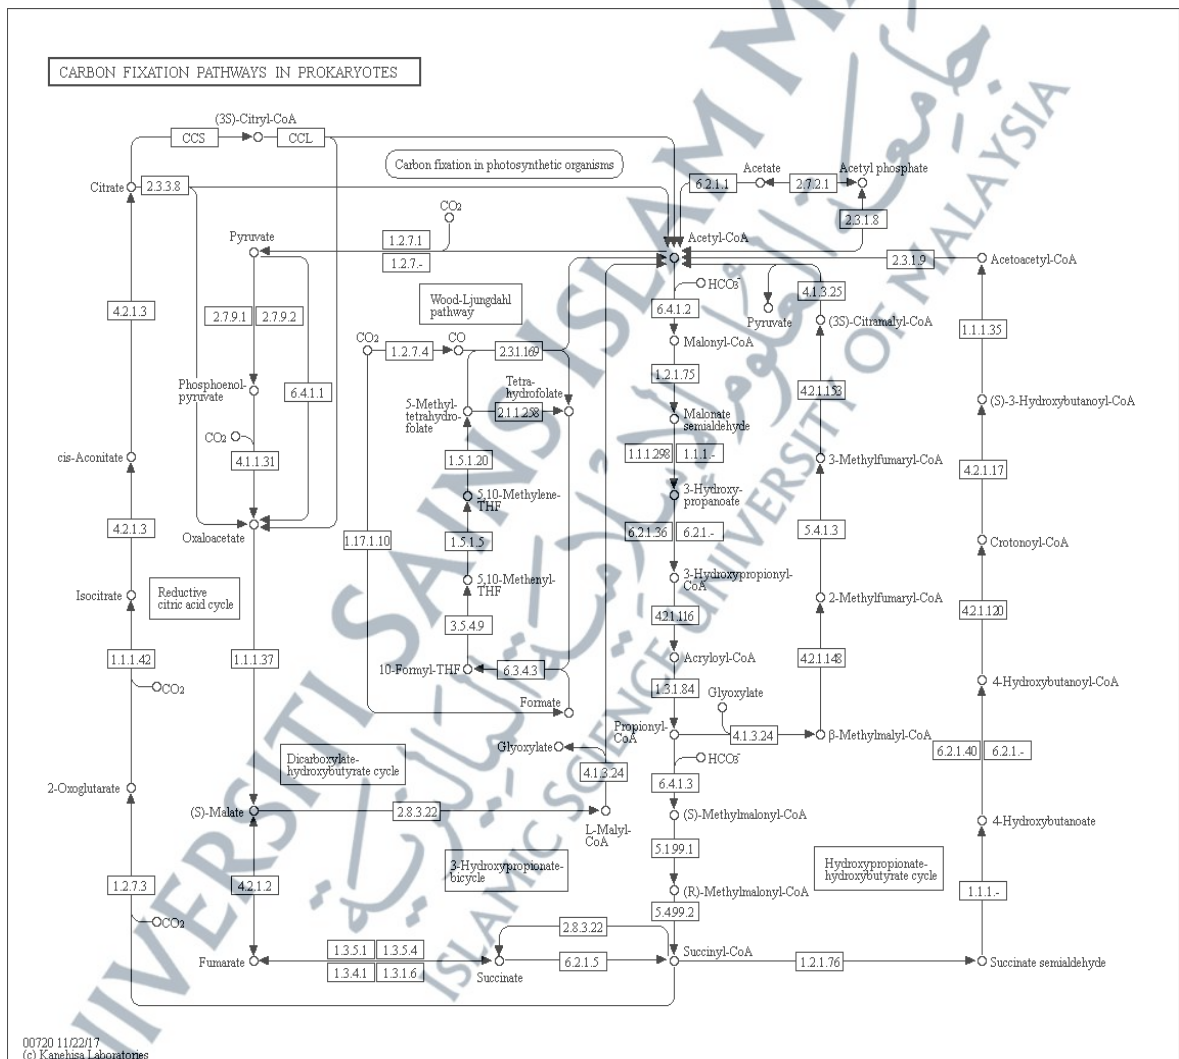 CARBON FIXATION PATHWAYS IN PROKARYOTES
(3S)-Citryl-CoA
CCS
CCL
Carbon fixation in photosynthetic organisms
Citrate
2.3.3.8
Acetate
Acetyl phosphate
6.2.1.1
2.7.2.1
2.3.1.8
CO2
Pyruvate
1.2.7.1
1.2.7.-
Acetyl-CoA
2.3.1.9
Acetoacetyl-CoA
HCO3-
4.1.3.25
Wood-Ljungdahl
pathway
4.2.1.3
2.7.9.1
2.7.9.2
6.4.1.2
Pyruvate
(3S)-Citramalyl-CoA
1.1.1.35
CO2
1.2.7.4
CO
2.3.1.169
Malonyl-CoA
1.2.1.75
Phosphoenol-
pyruvate
6.4.1.1
Tetra-
hydrofolate
4.2.1.153
5-Methyl-
tetrahydro-
folate
2.1.1.258
Malonate
semialdehyde
(S)-3-Hydroxybutanoyl-CoA
CO2
4.1.1.31
1.5.1.20
1.1.1.298
1.1.1.-
3-Methylfumaryl-CoA
4.2.1.17
cis-Aconitate
5,10-Methylene-
THF
3-Hydroxy-
propanoate
4.2.1.3
Oxaloacetate
1.17.1.10
1.5.1.5
6.2.1.36
6.2.1.-
5.4.1.3
Crotonoyl-CoA
Isocitrate
Reductive
citric acid cycle
5,10-Methenyl-
THF
3-Hydroxypropionyl-
CoA
2-Methylfumaryl-CoA
4.2.1.120
3.5.4.9
4.2.1.116
1.1.1.42
1.1.1.37
10-Formyl-THF
6.3.4.3
Acryloyl-CoA
4.2.1.148
CO2
1.3.1.84
Glyoxylate
4-Hydroxybutanoyl-CoA
Formate
Propionyl-
CoA
4.1.3.24
β-Methylmalyl-CoA
Glyoxylate
HCO3-
6.2.1.40
6.2.1.-
Dicarboxylate-
hydroxybutyrate cycle
4.1.3.24
6.4.1.3
2-Oxoglutarate
(S)-Malate
2.8.3.22
L-Malyl-
CoA
(S)-Methylmalonyl-CoA
4-Hydroxybutanoate
5.1.99.1
3-Hydroxypropionate-
bicycle
Hydroxypropionate-
hydroxybutyrate cycle
1.2.7.3
4.2.1.2
(R)-Methylmalonyl-CoA
1.1.1.-
CO2
5.4.99.2
2.8.3.22
Fumarate
1.3.5.1
1.3.5.4
1.3.4.1
1.3.1.6
Succinate
6.2.1.5
Succinyl-CoA
1.2.1.76
Succinate semialdehyde
00720 11/22/17
(c) Kanehisa Laboratories
IVERSITI SAINS ISLAM M
ISLAMIC SCIENCE UNIVERSITY OF MALAYSIA